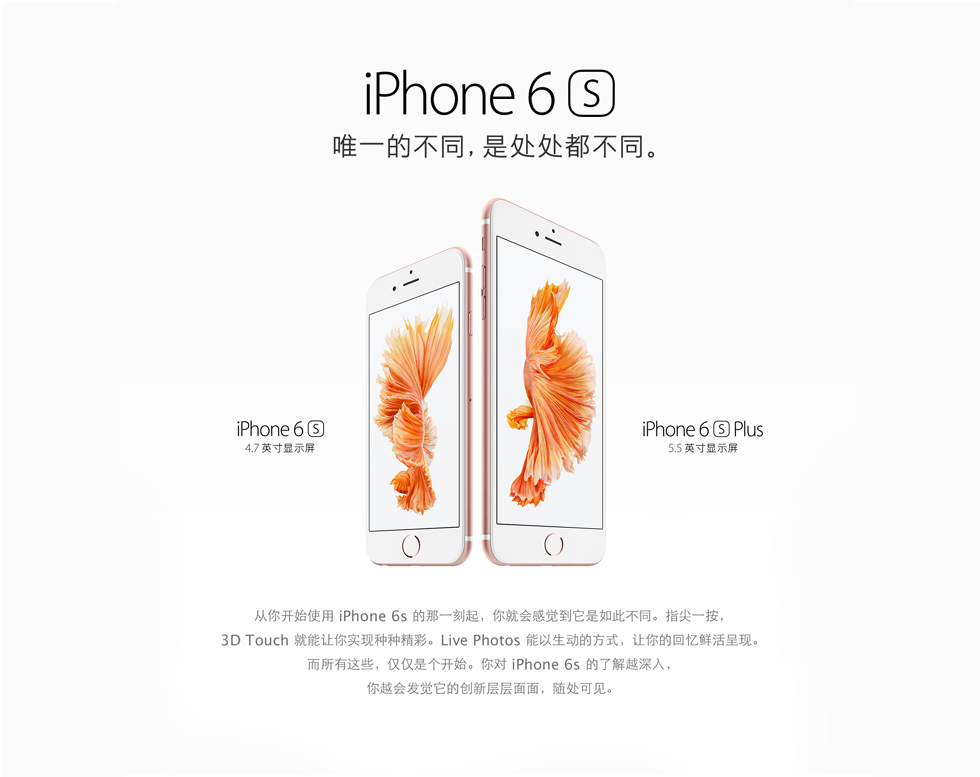 iPhone 6 S
唯一的不同，是处处都不同。
iPhone 6 S
4.7 英寸显示屏
iPhone 6 S Plus
5.5 英寸显示屏
从你开始使用 iPhone 6s 的那一刻起，你就会感觉到它是如此不同。指尖一按，
3D Touch 就能让你实现种种精彩。Live Photos 能以生动的方式，让你的回忆鲜活呈现。
而所有这些，仅仅是个开始。你对 iPhone 6s 的了解越深入，
你越会发觉它的创新层层面面，随处可见。